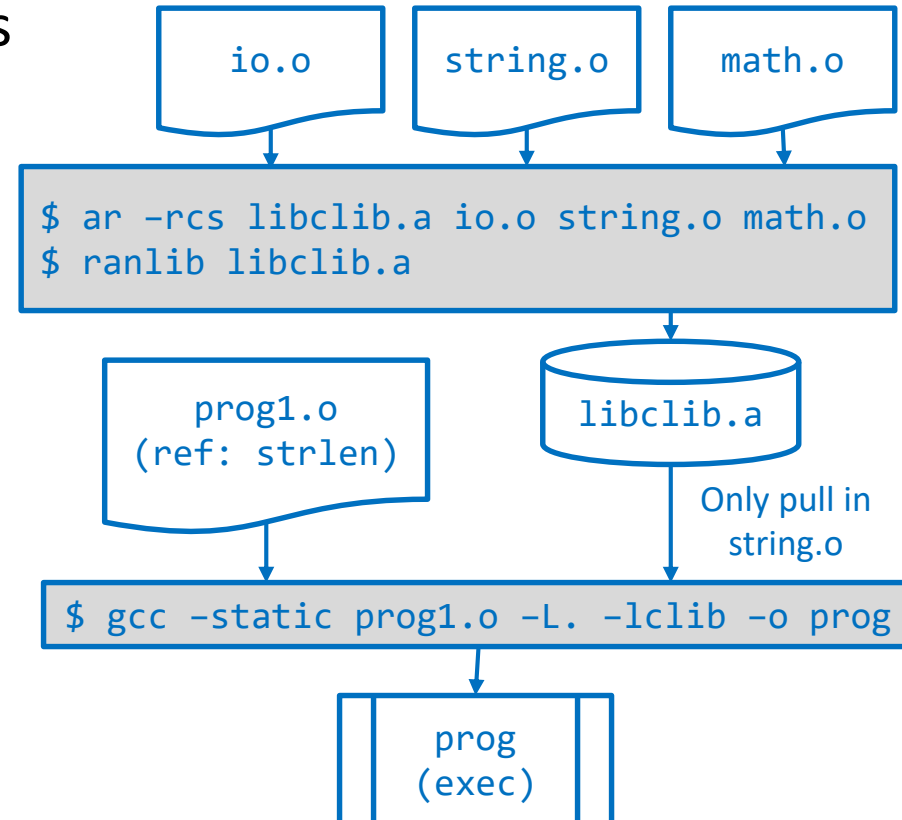 s
io.o
string.o
math.o
$ ar –rcs libclib.a io.o string.o math.o
$ ranlib libclib.a
prog1.o
(ref: strlen)
libclib.a
Only pull in
string.o
$ gcc –static prog1.o –L. –lclib –o prog
prog
(exec)